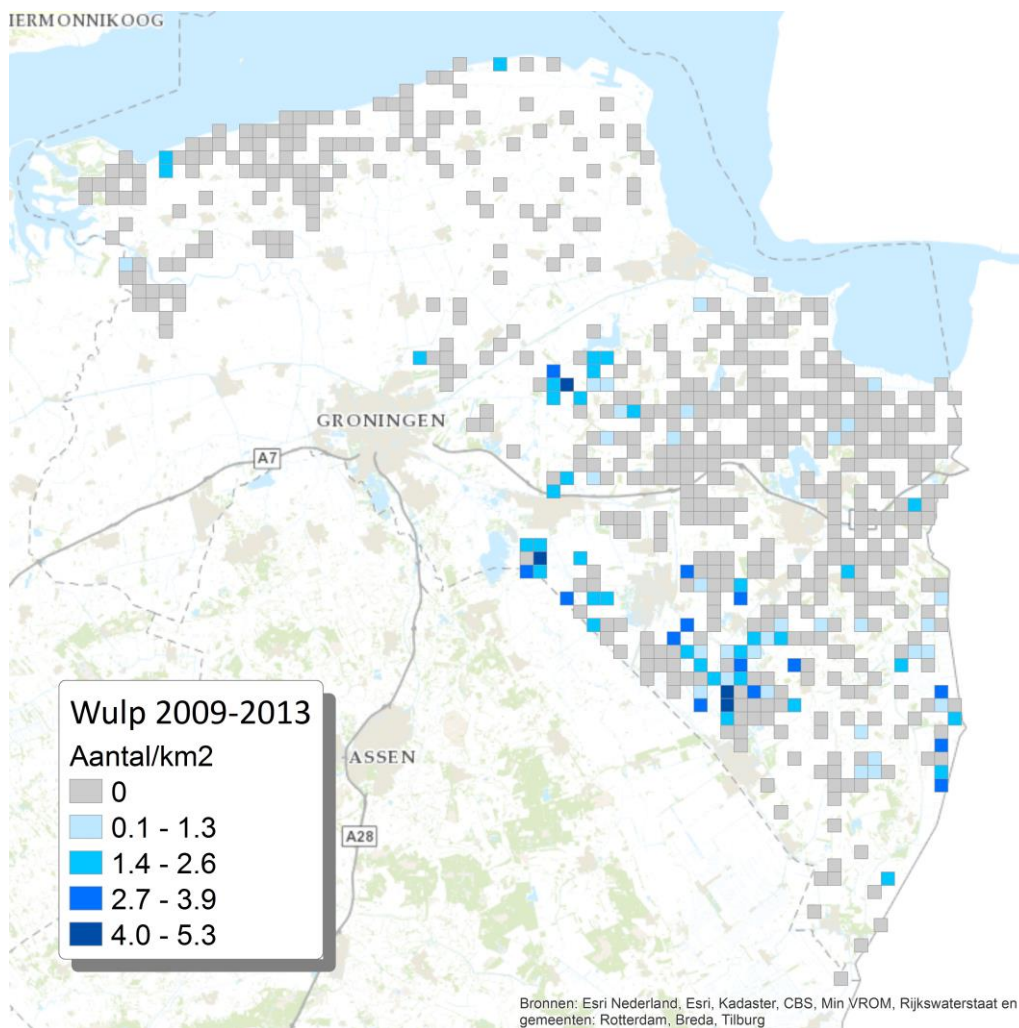 IERMONNIKOOG
GRONINGEN
A7
Wulp 2009-2013
Aantal/km2
0
0.1 - 1.3
1.4 - 2.6
2.7 - 3.9
4.0 - 5.3
ASSEN
A28
Bronnen: Esri Nederland, Esri, Kadaster, CBS, Min VROM, Rijkswaterstaat en
gemeenten: Rotterdam, Breda, Tilburg